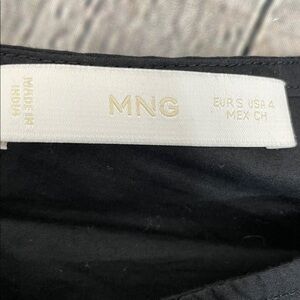 MADE IN
INDIA
MNG
EUR S USA 4
MEX CH